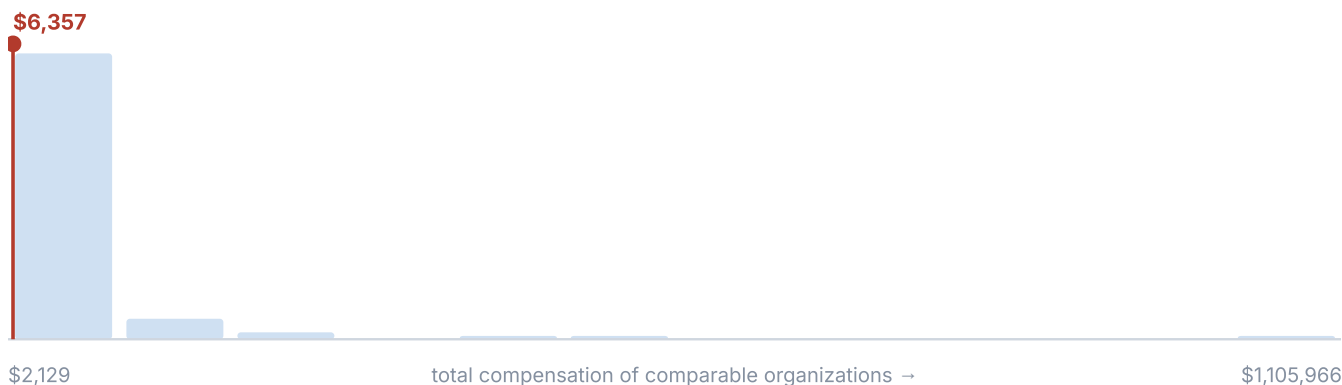 $6,357
$2,129
total compensation of comparable organizations →
$1,105,966